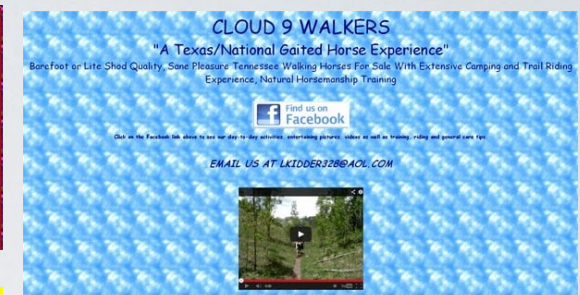 CLOUD 9 WALKERS
"A Texas/National Gaited Horse Experience"
Barefoot or Lite Shod Quality, Sane Pleasure Tennessee Walking Horses For Sale With Extensive Camping and Trail Riding
Experience, Natural Horsemanship Training
Find us on
Facebook
Click on the Facebook link above to see our day-to-day activities, entertaining pictures, videos as well as training, riding and general care tips.
EMAIL US AT LKIDDER328@AOL.COM